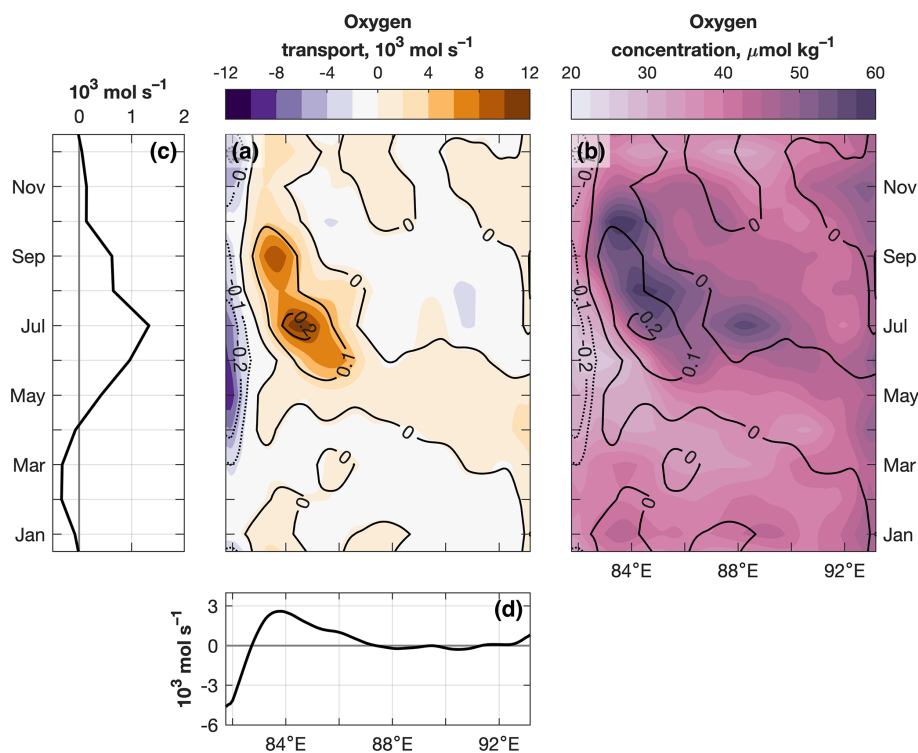 Oxygen
transport, 10³ mol s⁻¹
Oxygen
concentration, μmol kg⁻¹
-12 -8 -4 0 4 8 12
20 30 40 50 60
10³ mol s⁻¹
0 1 2
(c)
(a)
(b)
Nov
Sep
Jul
May
Mar
Jan
-0.1
-0.2
0
0
0
0.2
0.1
0
0
0
-0.1
-0.2
0
0
0
0.2
0.1
0
0
0
Nov
Sep
Jul
May
Mar
Jan
84°E 88°E 92°E
(d)
10³ mol s⁻¹
3
0
-3
-6
84°E 88°E 92°E